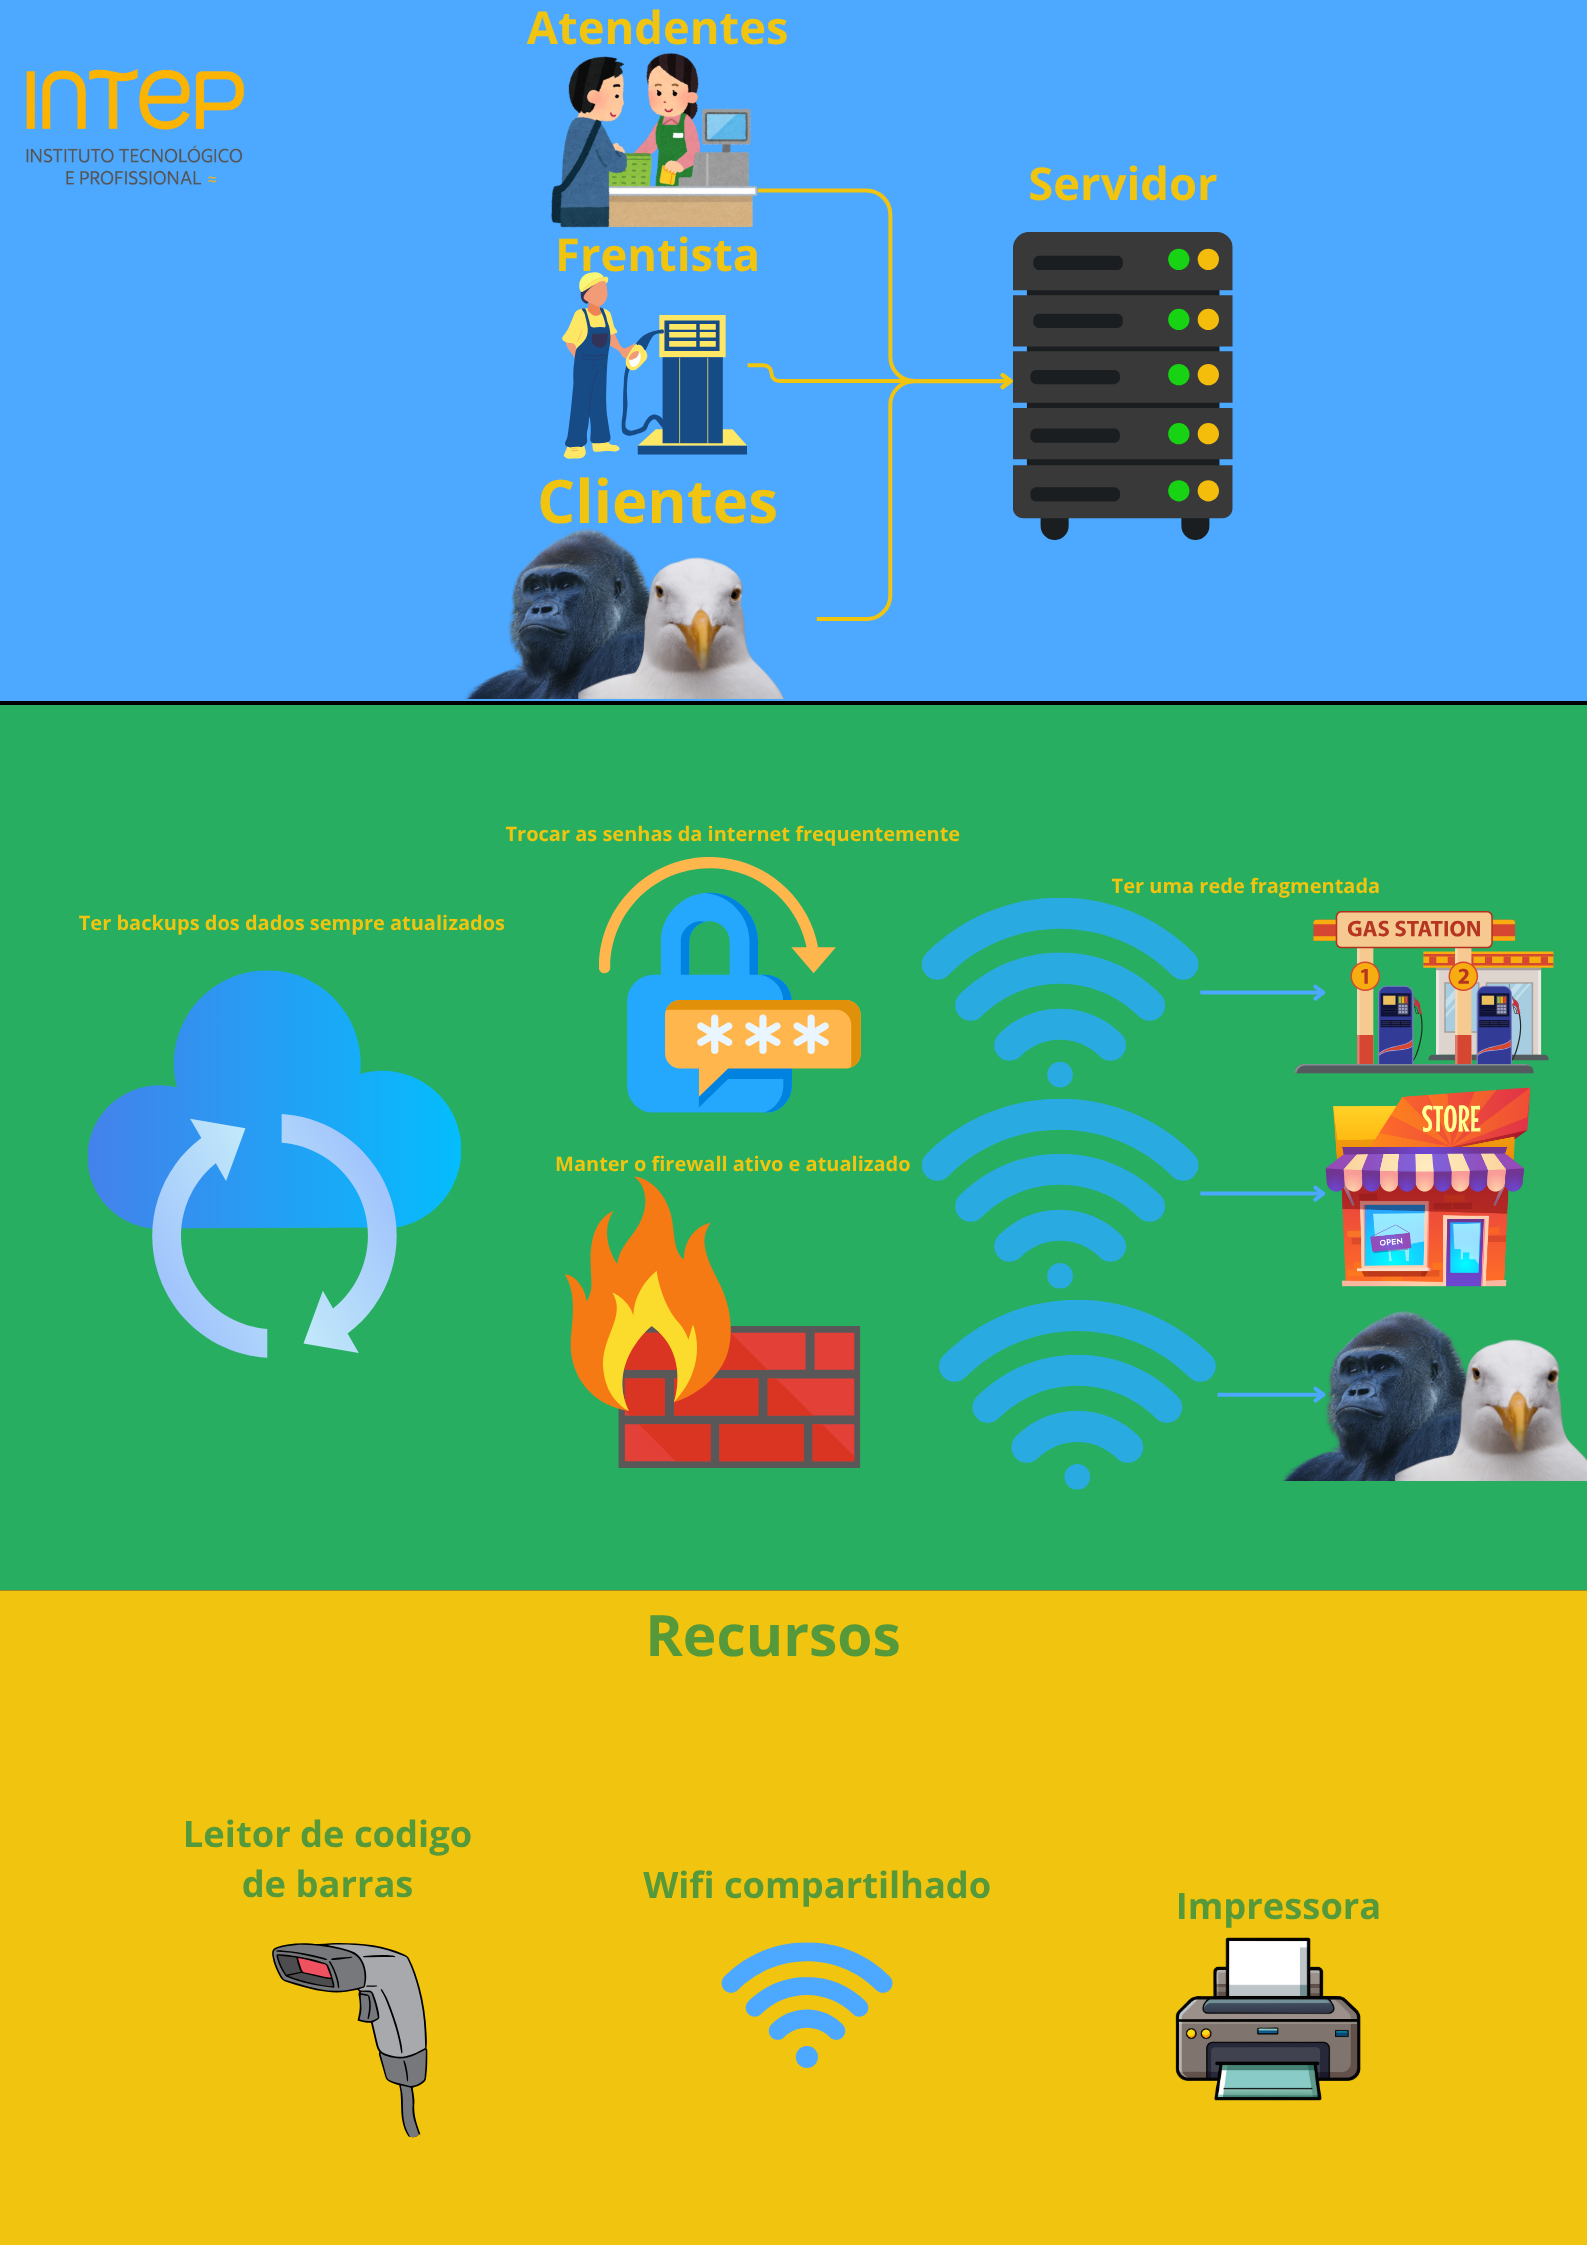 Atendentes
INTEP
INSTITUTO TECNOLÓGICO
E PROFISSIONAL ≈
Servidor
Frentista
Clientes
Trocar as senhas da internet frequentemente
Ter uma rede fragmentada
Ter backups dos dados sempre atualizados
GAS STATION
1
2
***
STORE
Manter o firewall ativo e atualizado
OPEN
Recursos
Leitor de codigo
de barras
Wifi compartilhado
Impressora